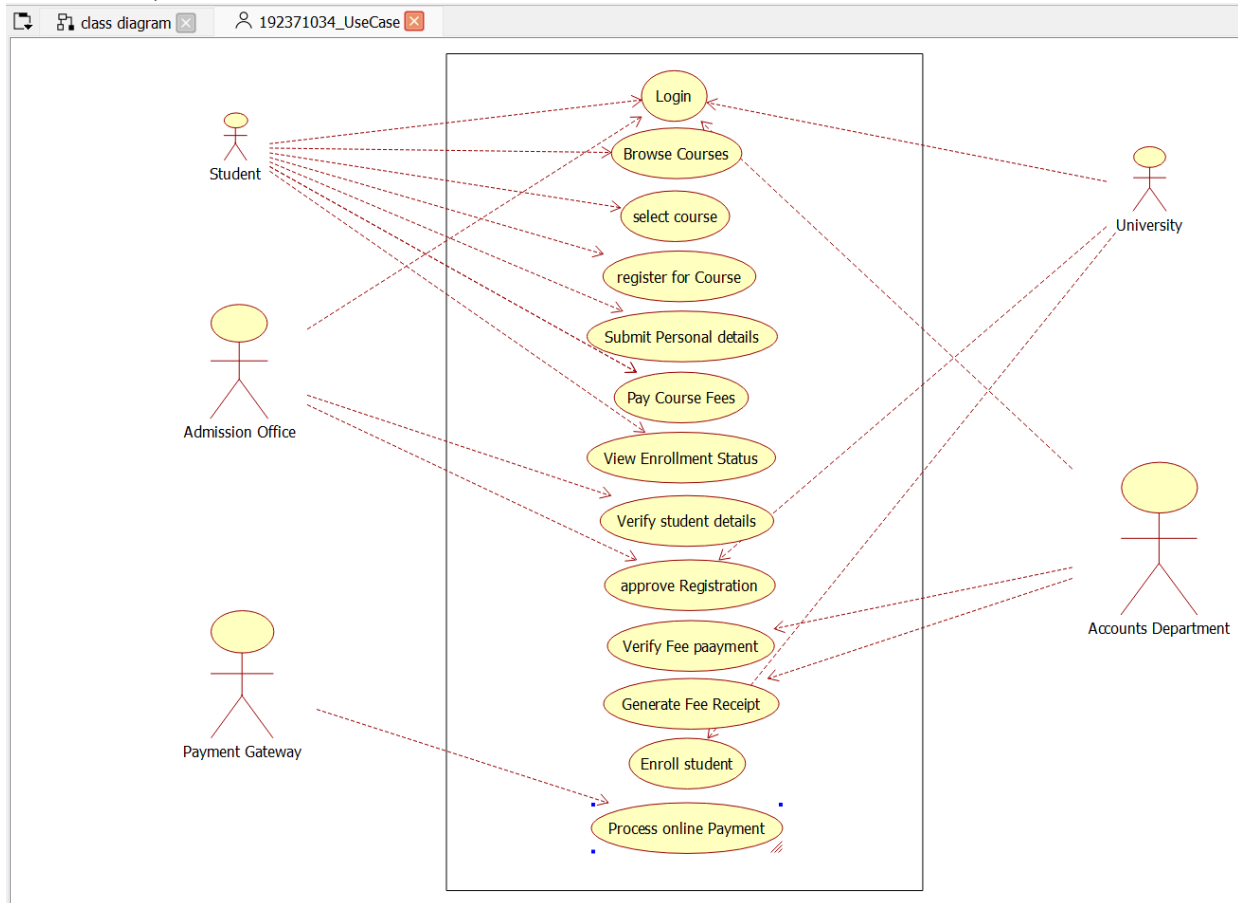 class diagram
192371034_UseCase
Login
Browse Courses
Student
select course
University
register for Course
Submit Personal details
Pay Course Fees
Admission Office
View Enrollment Status
Verify student details
approve Registration
Accounts Department
Verify Fee paayment
Generate Fee Receipt
Payment Gateway
Enroll student
Process online Payment